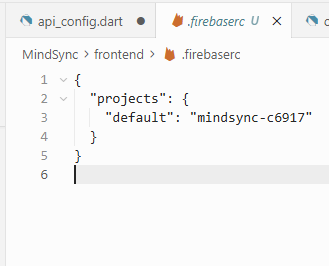 api_config.dart
.firebaserc U
MindSync > frontend > .firebaserc
1 {
2 "projects": {
3 "default": "mindsync-c6917"
4 }
5 }
6